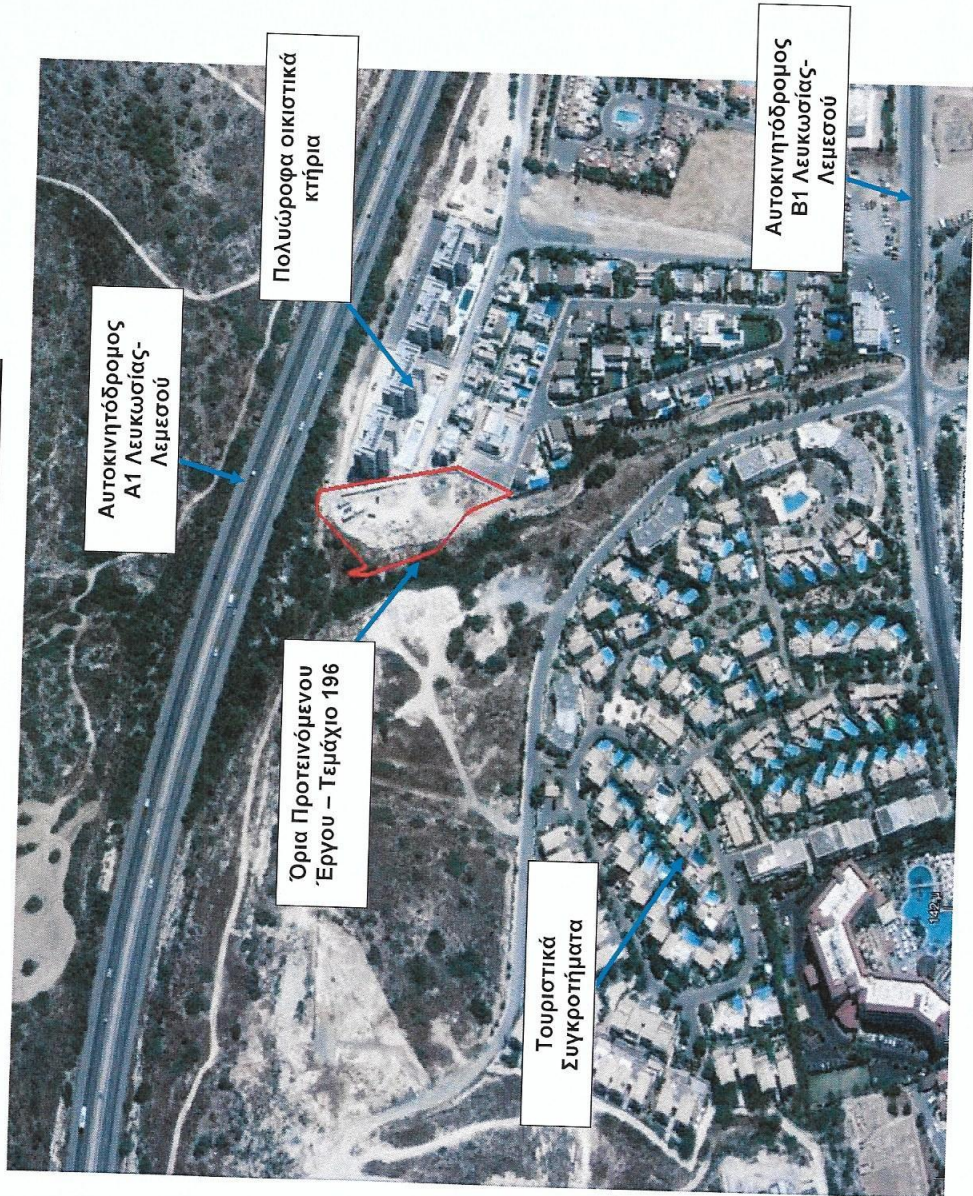 Αυτοκινητόδρομος
Α1 Λευκωσίας-
Λεμεσού
Πολυώροφα οικιστικά
κτήρια
Όρια Προτεινόμενου
Έργου – Τεμάχιο 196
Τουριστικά
Συγκροτήματα
Αυτοκινητόδρομος
Β1 Λευκωσίας-
Λεμεσού